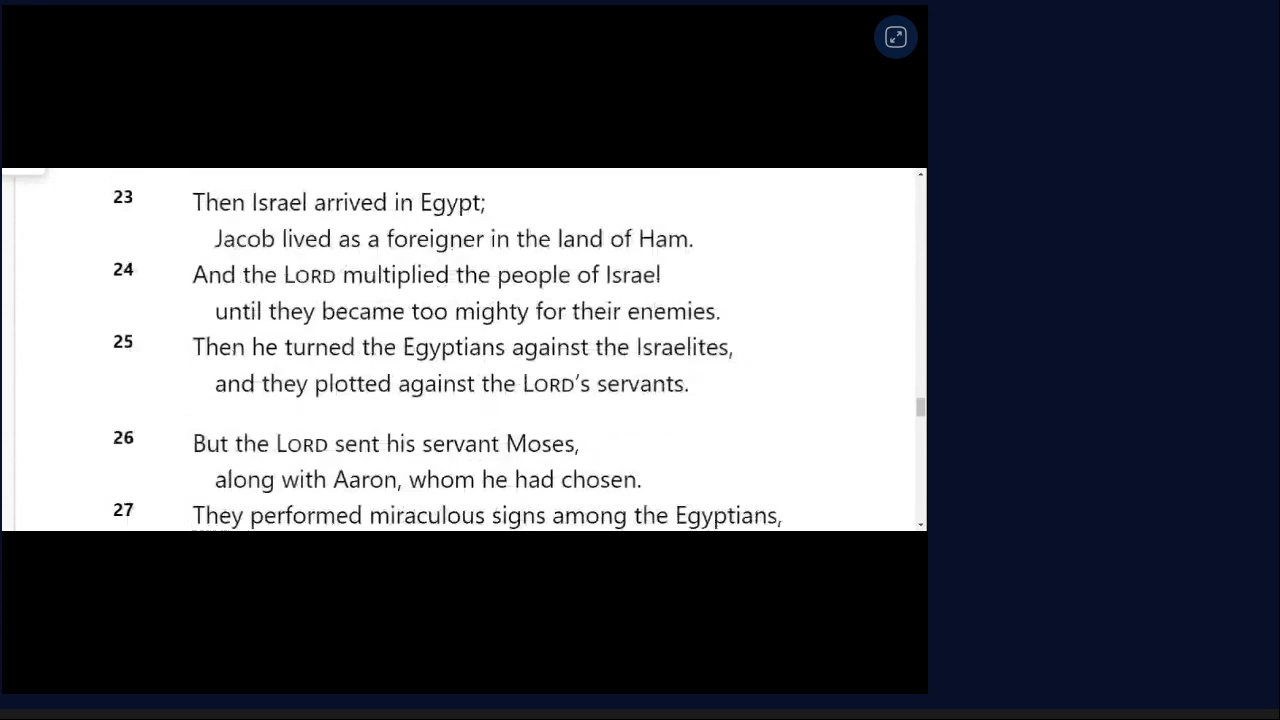 23 Then Israel arrived in Egypt;
Jacob lived as a foreigner in the land of Ham.
24 And the LORD multiplied the people of Israel
until they became too mighty for their enemies.
25 Then he turned the Egyptians against the Israelites,
and they plotted against the LORD’s servants.
26 But the LORD sent his servant Moses,
along with Aaron, whom he had chosen.
27 They performed miraculous signs among the Egyptians,